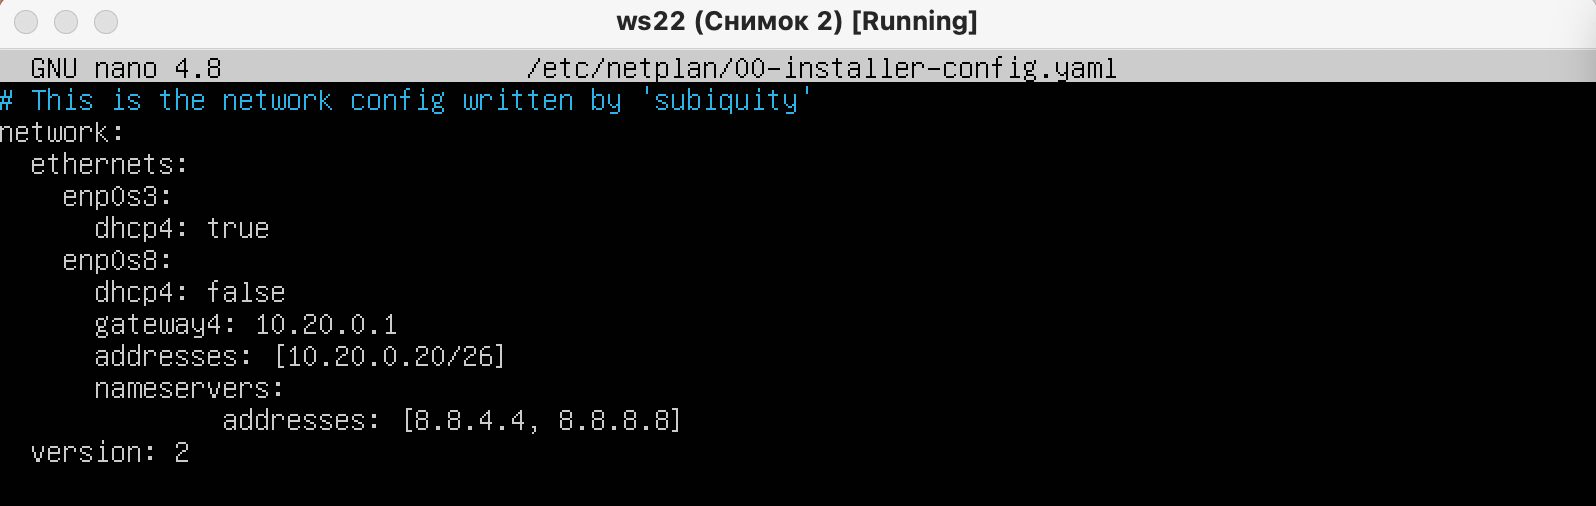 ws22 (Снимок 2) [Running]
GNU nano 4.8 /etc/netplan/00-installer-config.yaml
# This is the network config written by 'subiquity'
network:
  ethernets:
    enp0s3:
      dhcp4: true
    enp0s8:
      dhcp4: false
      gateway4: 10.20.0.1
      addresses: [10.20.0.20/26]
      nameservers:
              addresses: [8.8.4.4, 8.8.8.8]
  version: 2